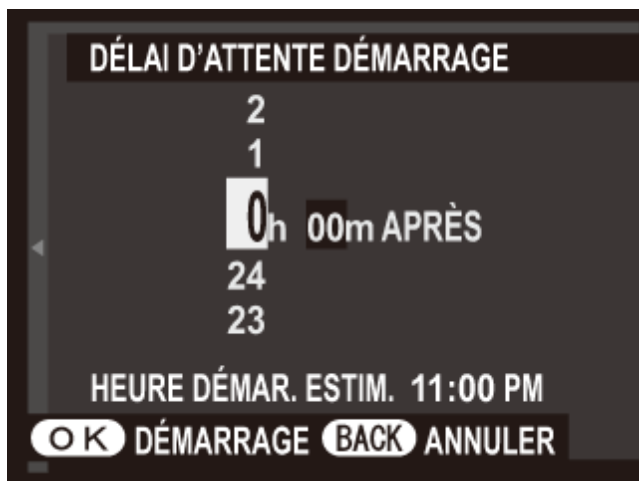 DÉLAI D'ATTENTE DÉMARRAGE
2
1
0h 00m APRÈS
24
23
HEURE DÉMAR. ESTIM. 11:00 PM
OK DÉMARRAGE BACK ANNULER